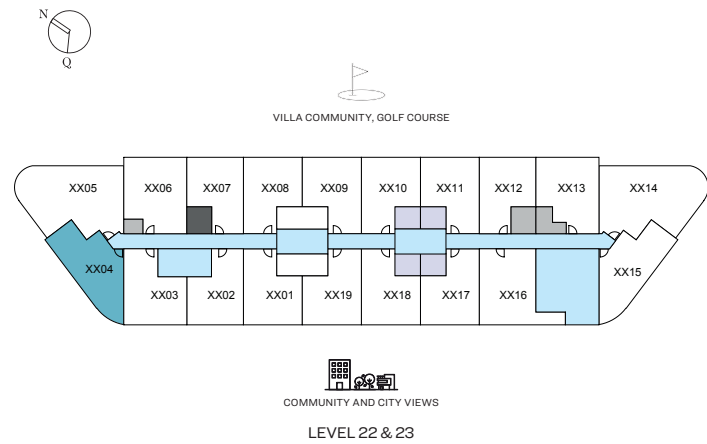 N
Q
VILLA COMMUNITY, GOLF COURSE
XX05 XX06 XX07 XX08 XX09 XX10 XX11 XX12 XX13 XX14
XX04 XX03 XX02 XX01 XX19 XX18 XX17 XX16 XX15
COMMUNITY AND CITY VIEWS
LEVEL 22 & 23